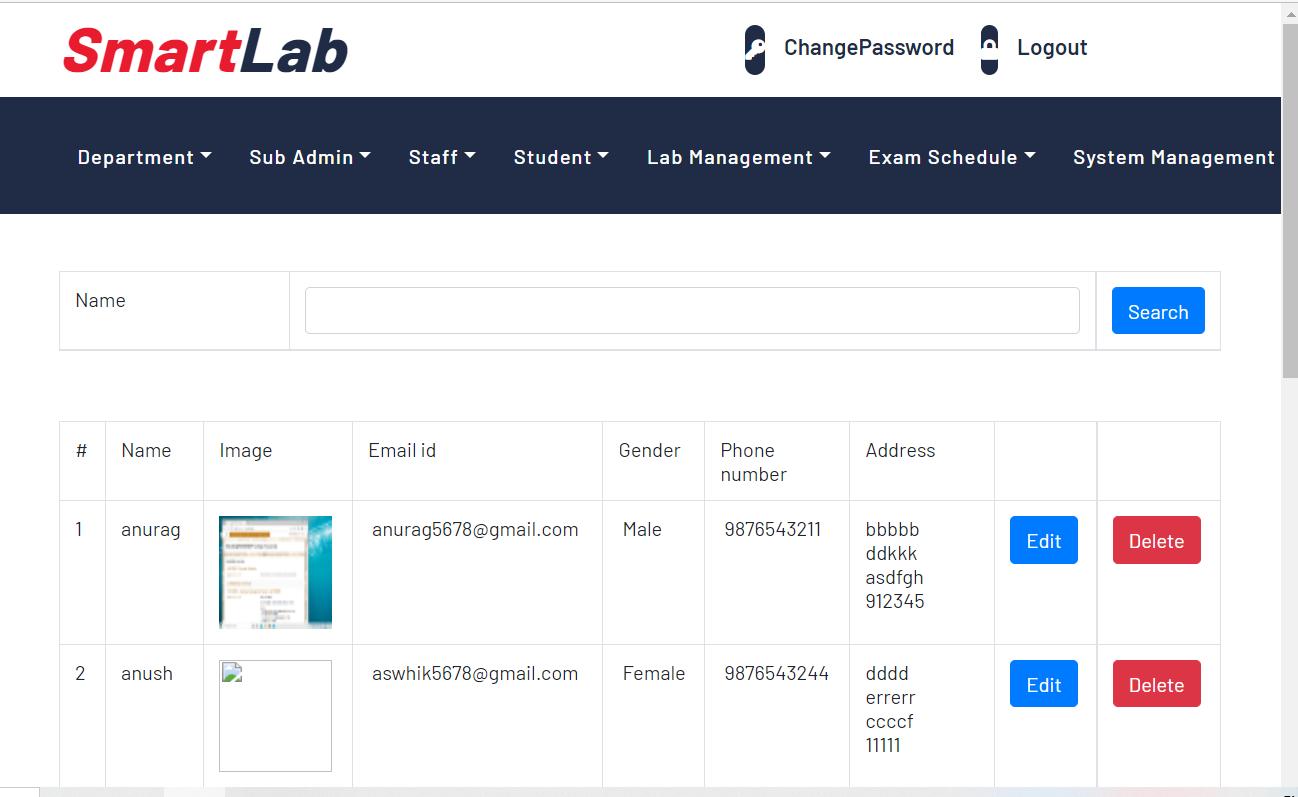 SmartLab
ChangePassword Logout
Department Sub Admin Staff Student Lab Management Exam Schedule System Management
Name Search
# Name Image Email id Gender Phone number Address
1 anurag anurag5678@gmail.com Male 9876543211 bbbbb Edit Delete
ddkkk
asdfgh
912345
2 anush aswhik5678@gmail.com Female 9876543244 dddd Edit Delete
errerr
ccccf
11111